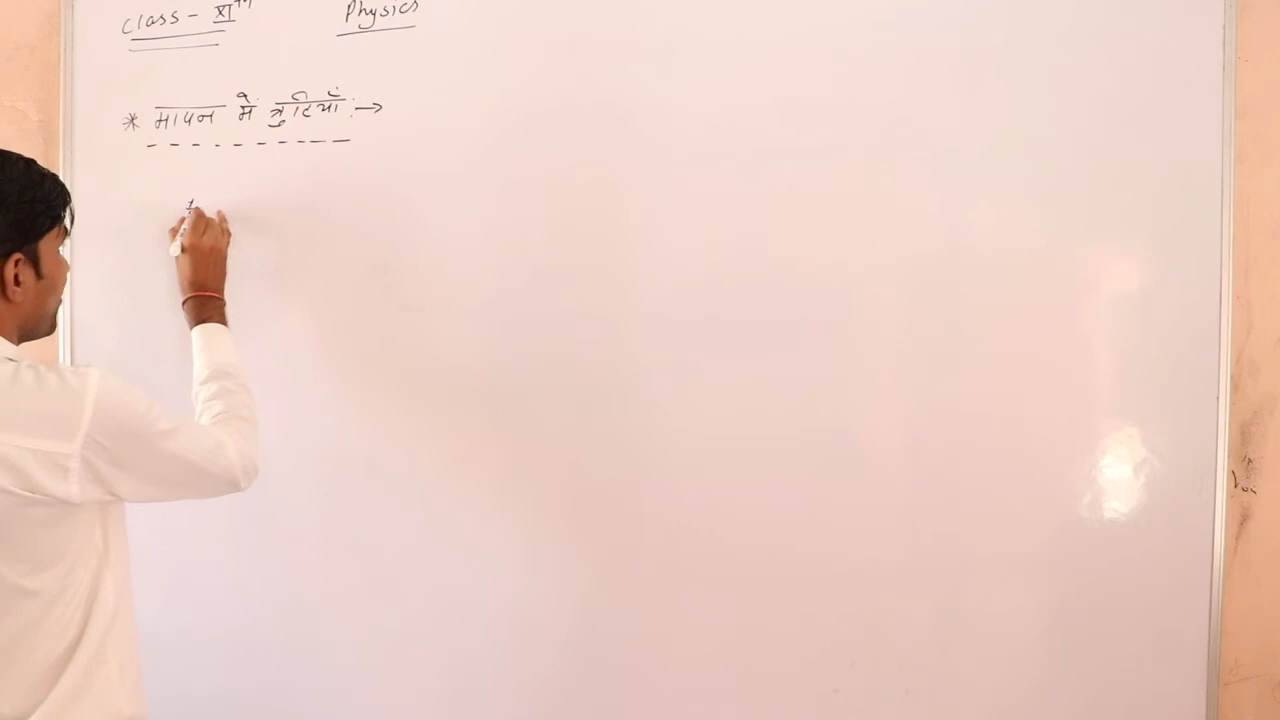 Class - XIth Physics
* मापन में त्रुटियाँ :→